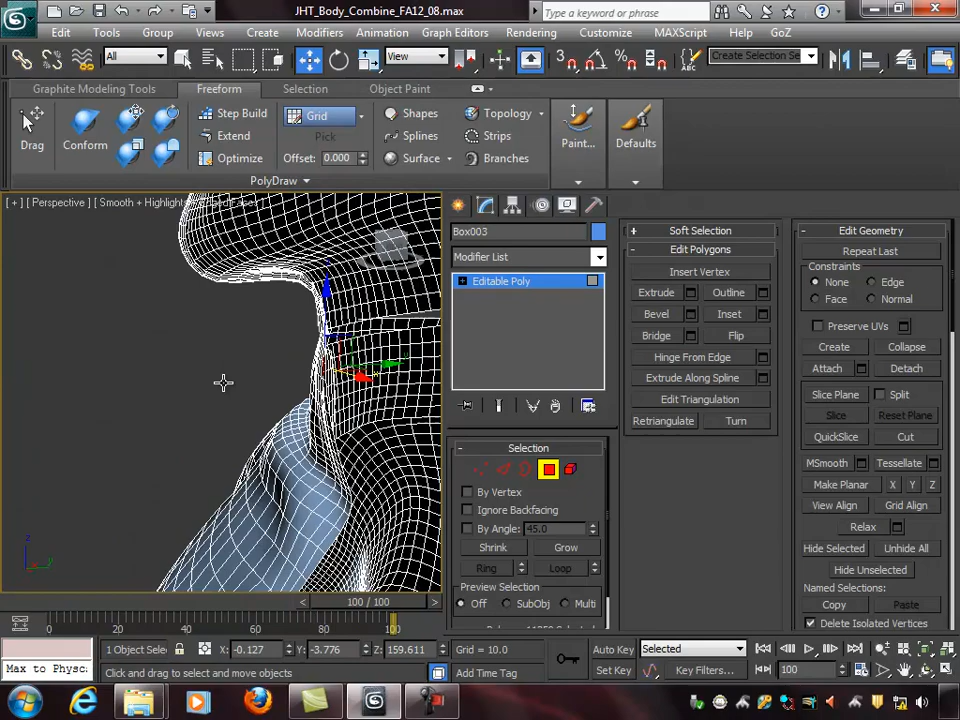 JHT_Body_Combine_FA12_08.max
Type a keyword or phrase
Edit Tools Group Views Create Modifiers Animation Graph Editors Rendering Customize MAXScript Help GoZ
All View Create Selection Se
Graphite Modeling Tools Freeform Selection Object Paint
Drag Conform Step Build Extend Optimize Grid Pick Offset: 0.000 Shapes Splines Surface Topology Strips Branches Paint... Defaults
PolyDraw
[ + ] [ Perspective ] [ Smooth + Highlights
Box003
Modifier List
Editable Poly
Selection
By Vertex
Ignore Backfacing
By Angle: 45.0
Shrink Grow
Ring Loop
Preview Selection
Off SubObj Multi
Soft Selection
Edit Polygons
Insert Vertex
Extrude Outline
Bevel Inset
Bridge Flip
Hinge From Edge
Extrude Along Spline
Edit Triangulation
Retriangulate Turn
Edit Geometry
Repeat Last
Constraints
None Edge
Face Normal
Preserve UVs
Create Collapse
Attach Detach
Slice Plane Split
Slice Reset Plane
QuickSlice Cut
MSmooth Tessellate
Make Planar X Y Z
View Align Grid Align
Relax
Hide Selected Unhide All
Hide Unselected
Named Selections:
Copy Paste
Delete Isolated Vertices
100 / 100
0 20 40 60 80 100
1 Object Selec X: -0.127 Y: -3.776 Z: 159.611 Grid = 10.0 Auto Key Selected
Max to Physc Click and drag to select and move objects Add Time Tag Set Key Key Filters... 100